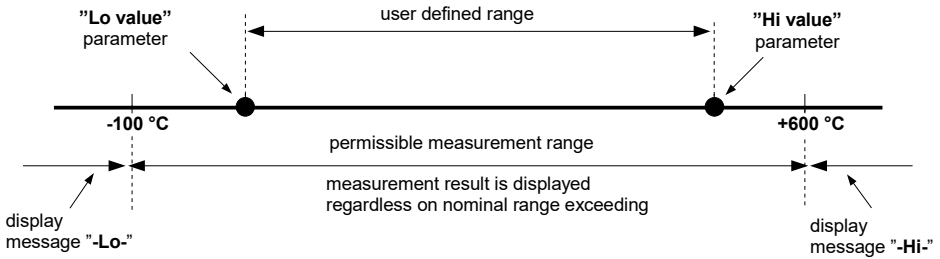 ”Lo value”
parameter
user defined range
”Hi value”
parameter
-100 °C
+600 °C
permissible measurement range
measurement result is displayed
regardless on nominal range exceeding
display
message ”-Lo-”
display
message ”-Hi-”